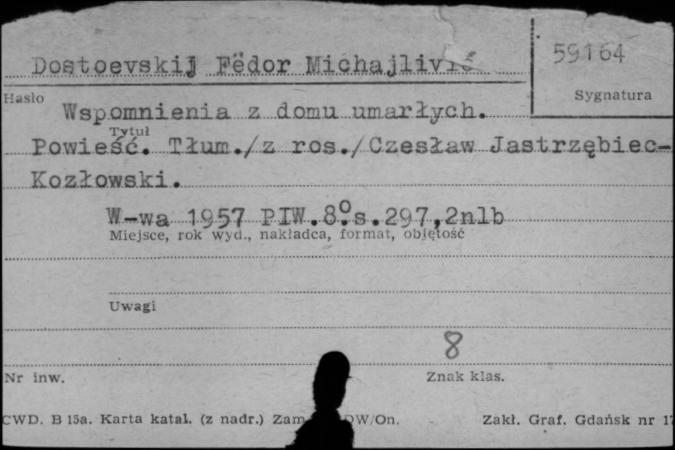 Dostoevskij Fëdor Michajlivič
59164
Hasło
Sygnatura
Wspomnienia z domu umarłych.
Tytuł
Powieść. Tłum./z ros./Czesław Jastrzębiec-
Kozłowski.
W-wa 1957 PIW.8º.s.297,2nlb
Miejsce, rok wyd., nakładca, format, objętość
Uwagi
8
Nr inw.
Znak klas.
CWD. B 15a. Karta katal. (z nadr.) Zam DW/On.
Zakł. Graf. Gdańsk nr 17